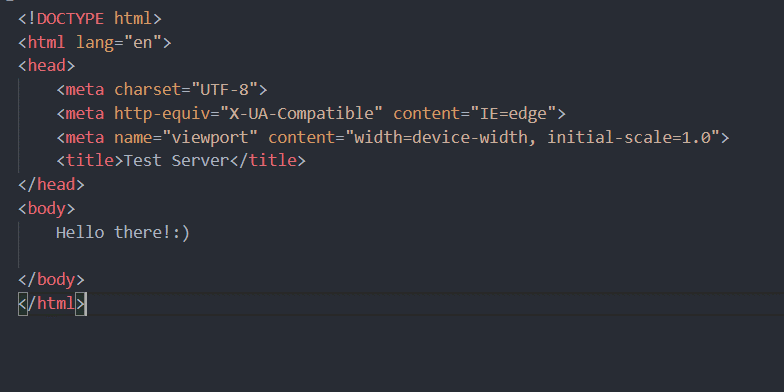 <!DOCTYPE html>
<html lang="en">
<head>
    <meta charset="UTF-8">
    <meta http-equiv="X-UA-Compatible" content="IE=edge">
    <meta name="viewport" content="width=device-width, initial-scale=1.0">
    <title>Test Server</title>
</head>
<body>
    Hello there!:)
</body>
</html>